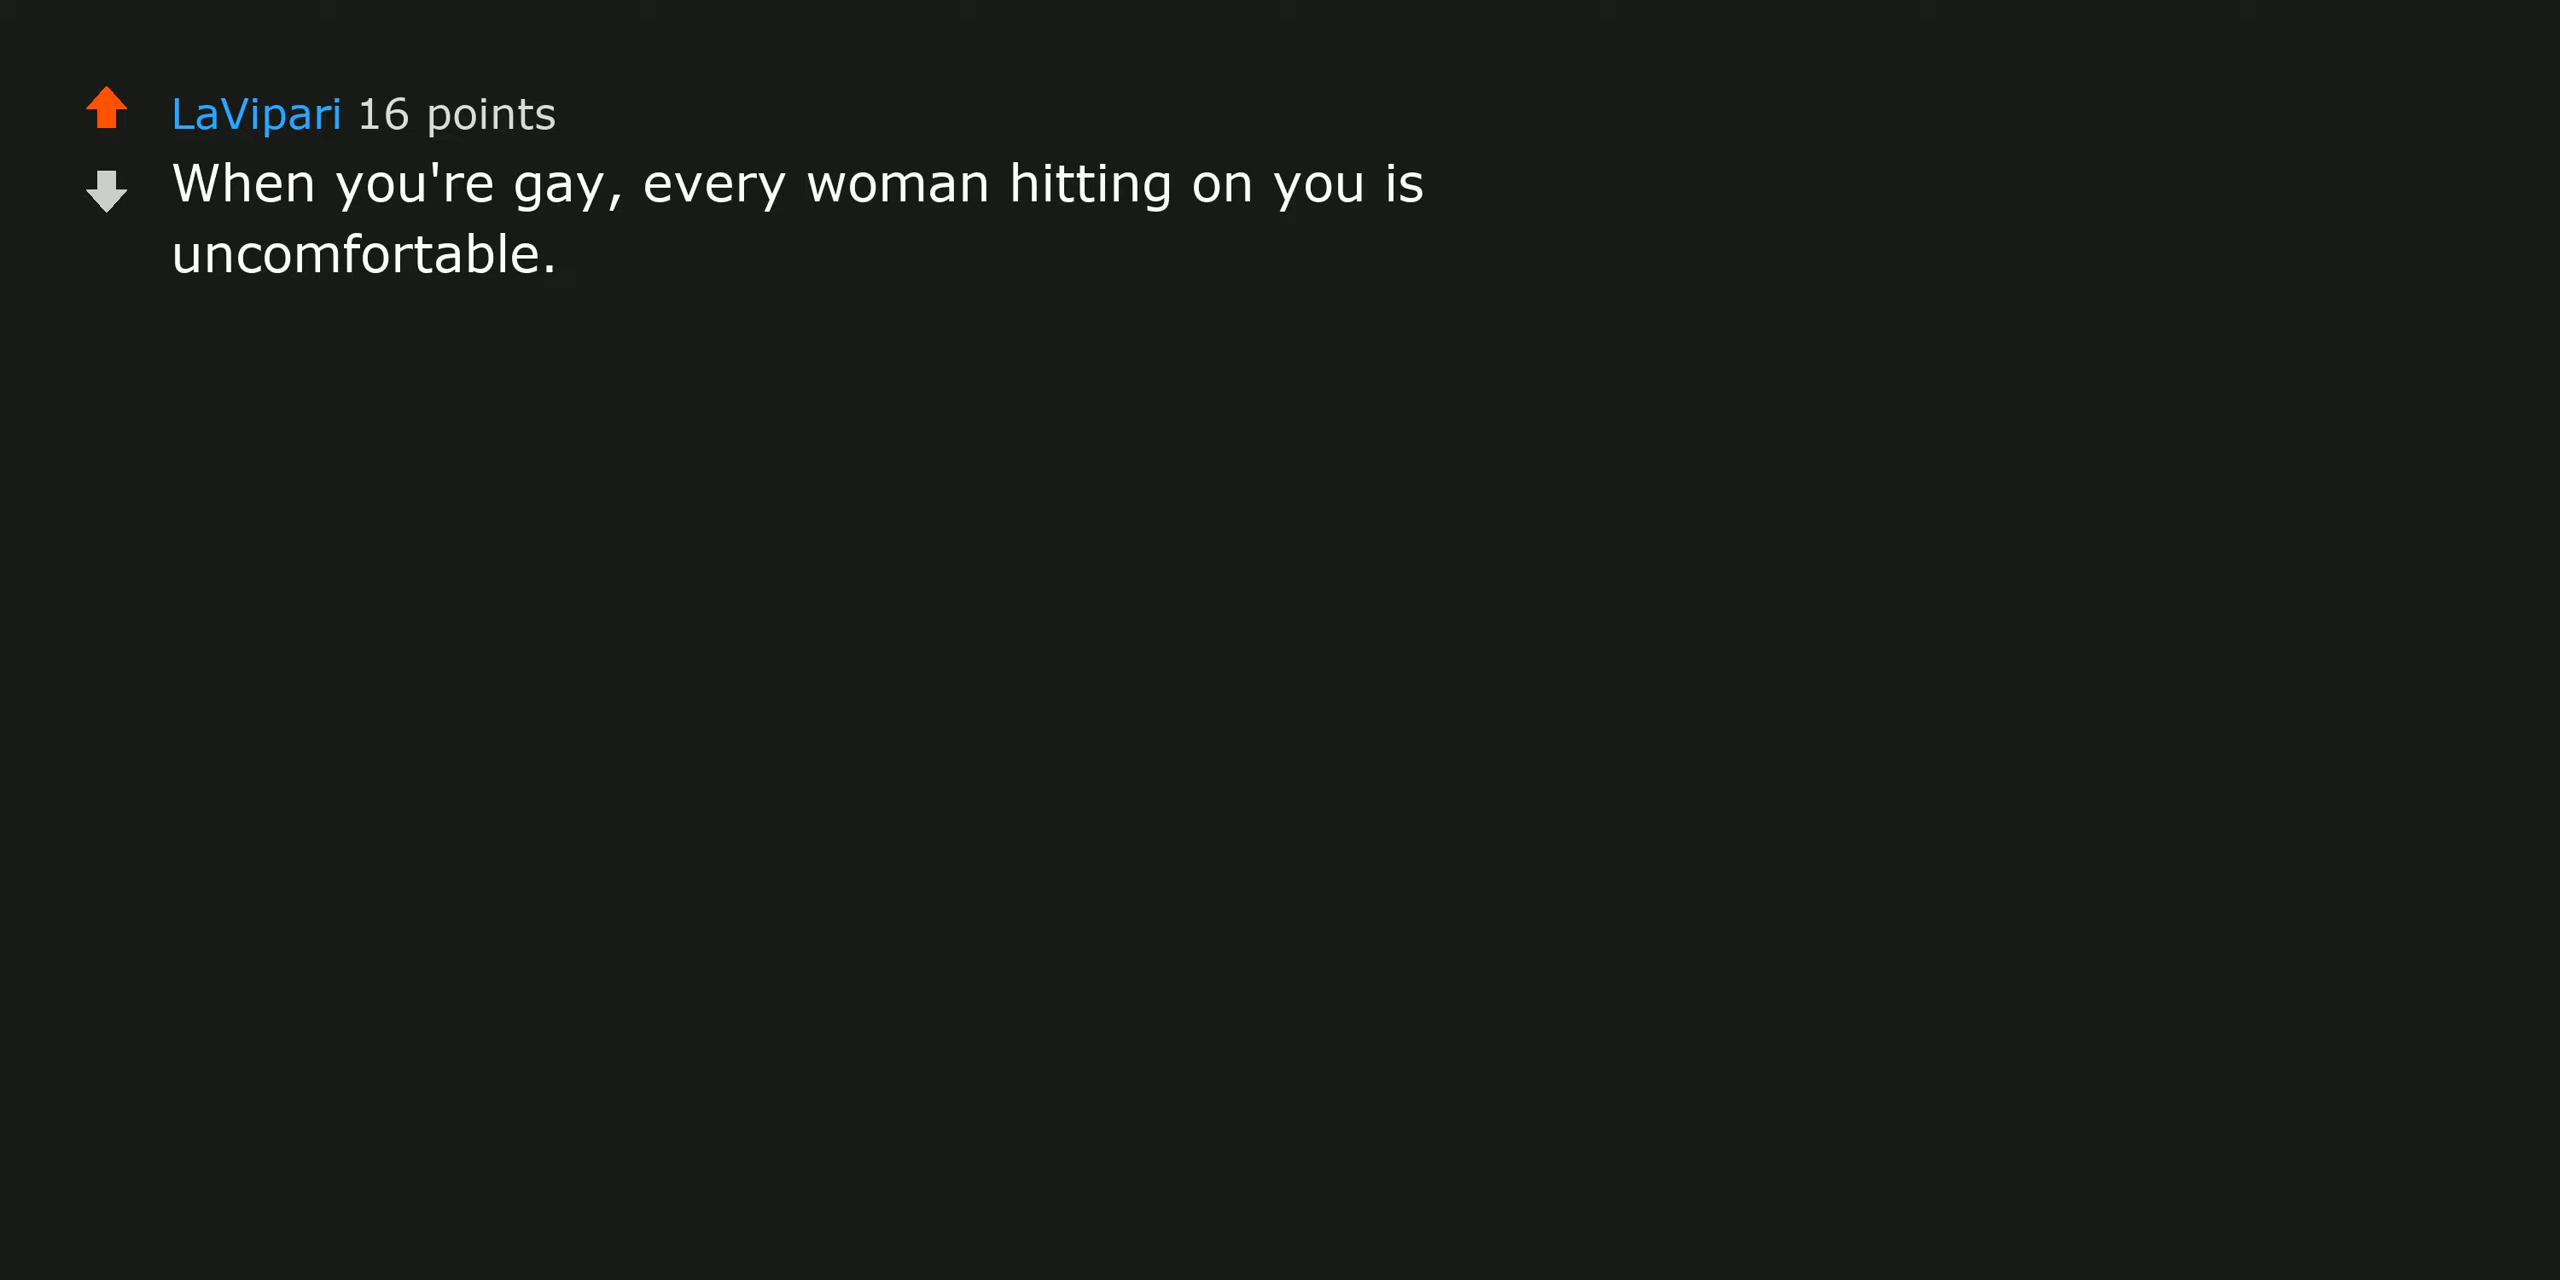 LaVipari 16 points
When you're gay, every woman hitting on you is
uncomfortable.